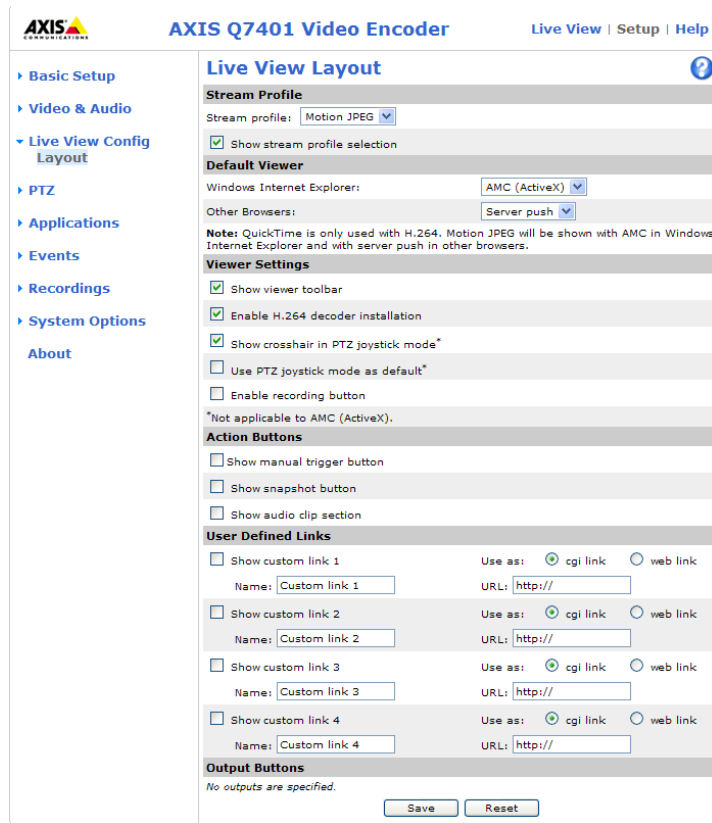 AXIS
COMMUNICATIONS
AXIS Q7401 Video Encoder
Live View | Setup | Help
Basic Setup
Video & Audio
Live View Config
Layout
PTZ
Applications
Events
Recordings
System Options
About
Live View Layout
?
Stream Profile
Stream profile: Motion JPEG
Show stream profile selection
Default Viewer
Windows Internet Explorer: AMC (ActiveX)
Other Browsers: Server push
Note: QuickTime is only used with H.264. Motion JPEG will be shown with AMC in Windows
Internet Explorer and with server push in other browsers.
Viewer Settings
Show viewer toolbar
Enable H.264 decoder installation
Show crosshair in PTZ joystick mode*
Use PTZ joystick mode as default*
Enable recording button
*Not applicable to AMC (ActiveX).
Action Buttons
Show manual trigger button
Show snapshot button
Show audio clip section
User Defined Links
Show custom link 1 Use as: cgi link web link
Name: Custom link 1 URL: http://
Show custom link 2 Use as: cgi link web link
Name: Custom link 2 URL: http://
Show custom link 3 Use as: cgi link web link
Name: Custom link 3 URL: http://
Show custom link 4 Use as: cgi link web link
Name: Custom link 4 URL: http://
Output Buttons
No outputs are specified.
Save Reset